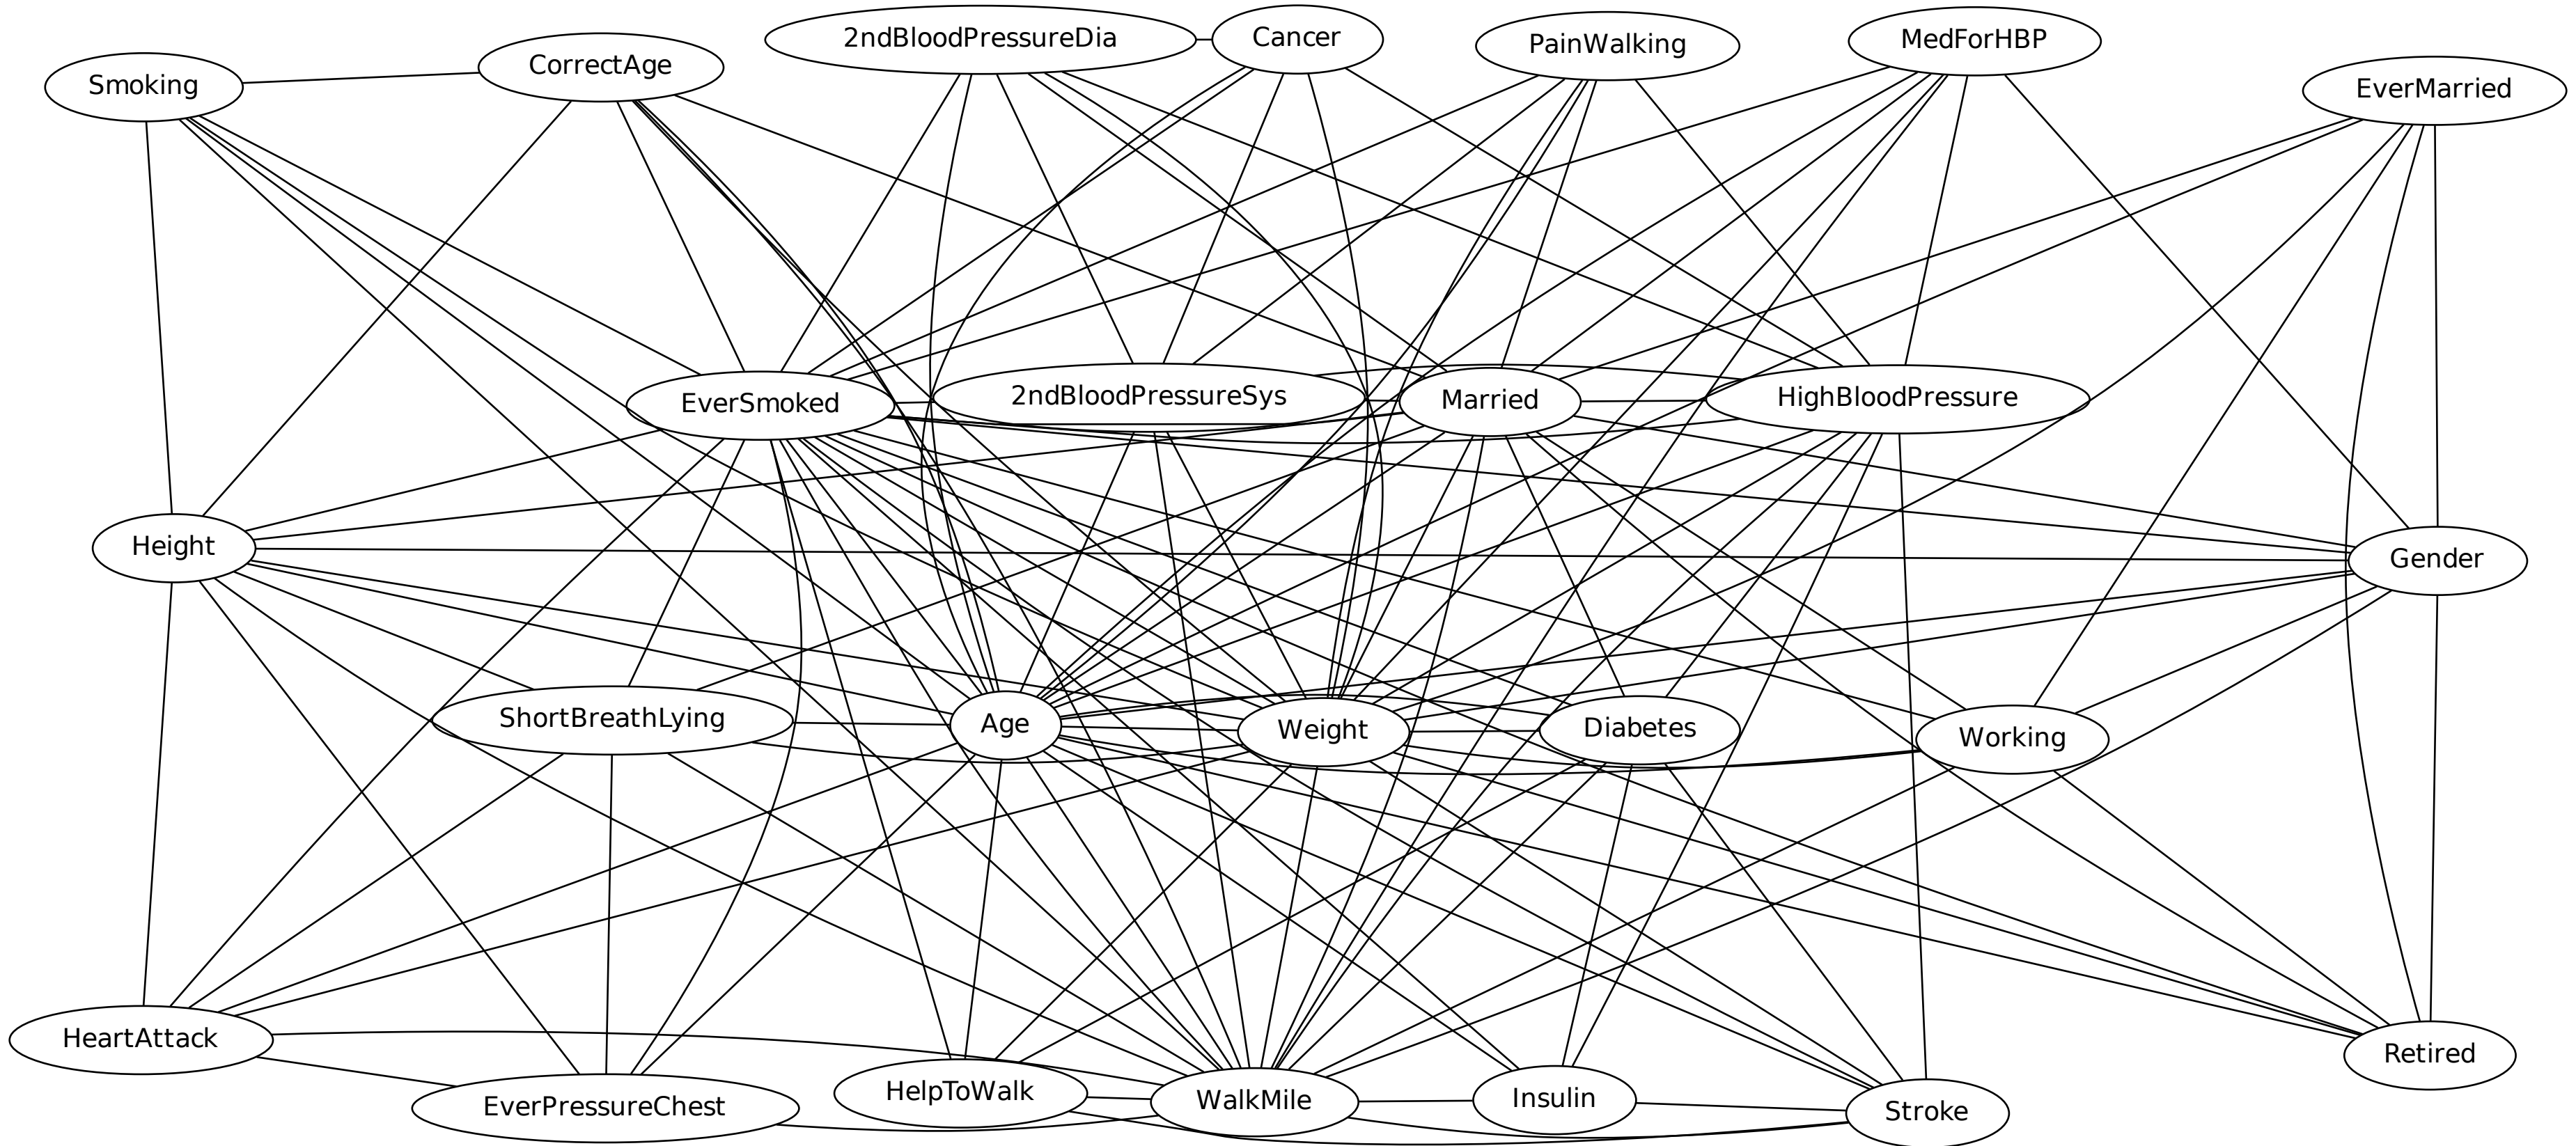 Smoking
CorrectAge
2ndBloodPressureDia
Cancer
PainWalking
MedForHBP
EverMarried
EverSmoked
2ndBloodPressureSys
Married
HighBloodPressure
Height
Gender
ShortBreathLying
Age
Weight
Diabetes
Working
HeartAttack
EverPressureChest
HelpToWalk
WalkMile
Insulin
Stroke
Retired